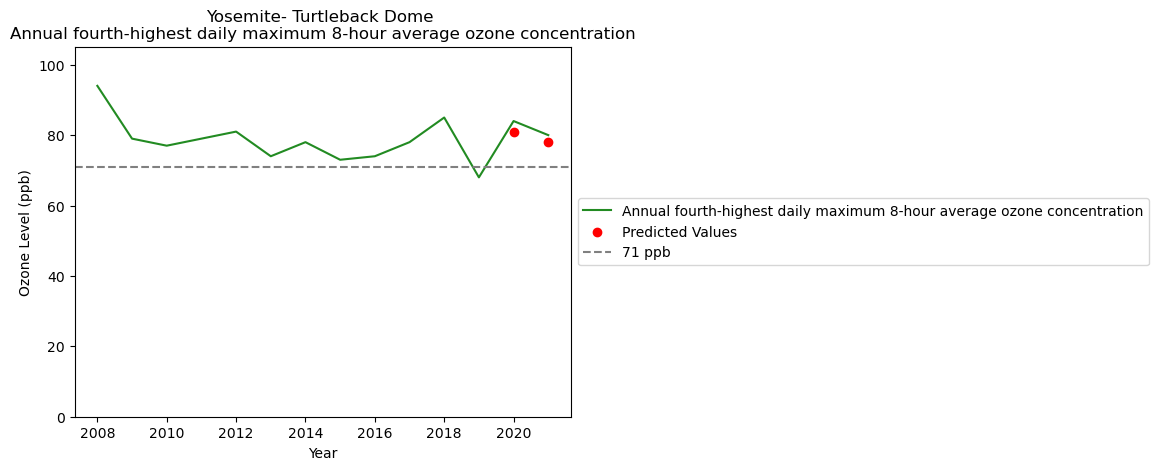 Yosemite- Turtleback Dome
Annual fourth-highest daily maximum 8-hour average ozone concentration
100
80
60
40
20
0
Ozone Level (ppb)
2008 2010 2012 2014 2016 2018 2020
Year
Annual fourth-highest daily maximum 8-hour average ozone concentration
Predicted Values
71 ppb